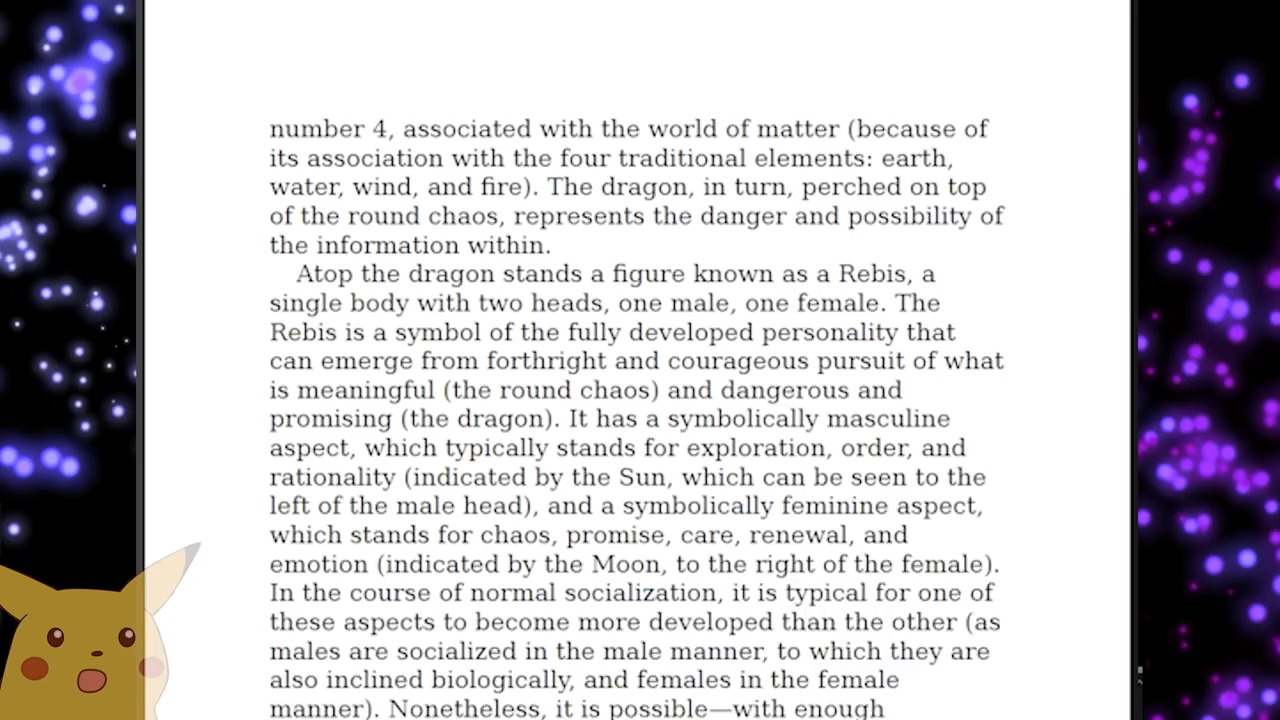 number 4, associated with the world of matter (because of
its association with the four traditional elements: earth,
water, wind, and fire). The dragon, in turn, perched on top
of the round chaos, represents the danger and possibility of
the information within.
Atop the dragon stands a figure known as a Rebis, a
single body with two heads, one male, one female. The
Rebis is a symbol of the fully developed personality that
can emerge from forthright and courageous pursuit of what
is meaningful (the round chaos) and dangerous and
promising (the dragon). It has a symbolically masculine
aspect, which typically stands for exploration, order, and
rationality (indicated by the Sun, which can be seen to the
left of the male head), and a symbolically feminine aspect,
which stands for chaos, promise, care, renewal, and
emotion (indicated by the Moon, to the right of the female).
In the course of normal socialization, it is typical for one of
these aspects to become more developed than the other (as
males are socialized in the male manner, to which they are
also inclined biologically, and females in the female
manner). Nonetheless, it is possible—with enough